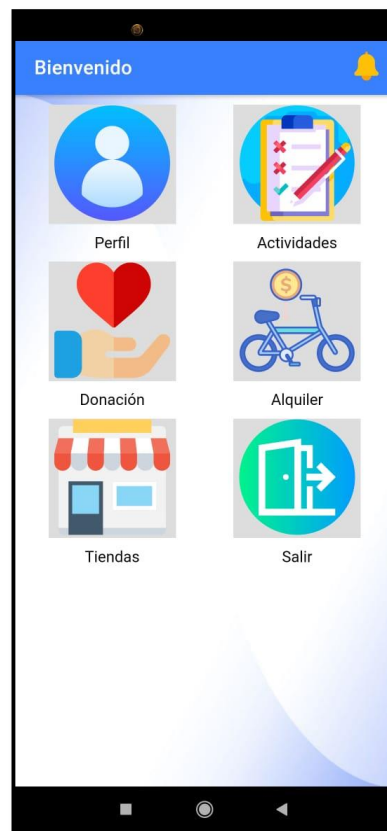 Bienvenido
Perfil
Actividades
Donación
Alquiler
Tiendas
Salir